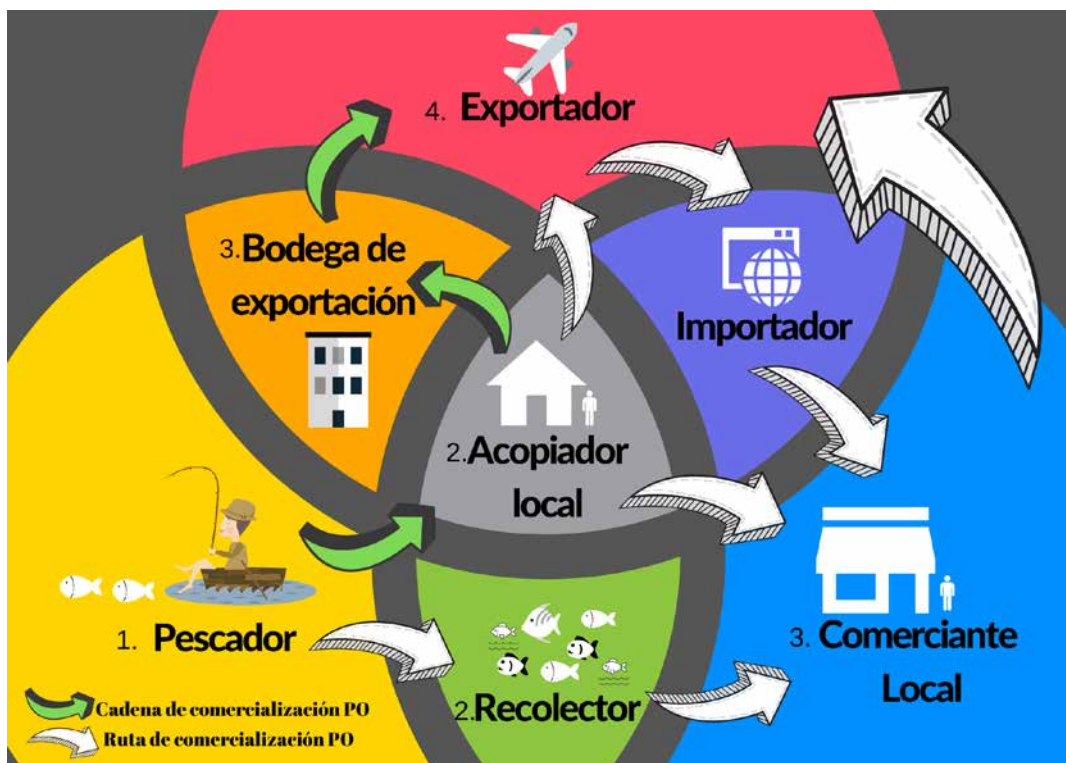 4. Exportador
3. Bodega de
exportación
Importador
2. Acopiador
local
1. Pescador
2. Recolector
3. Comerciante
Local
Cadena de comercialización PO
Ruta de comercialización PO